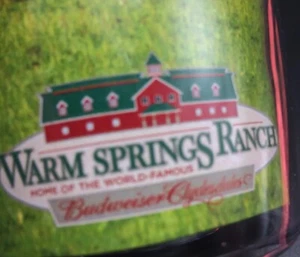 WARM SPRINGS RANCH
HOME OF THE WORLD-FAMOUS
Budweiser Clydesdales